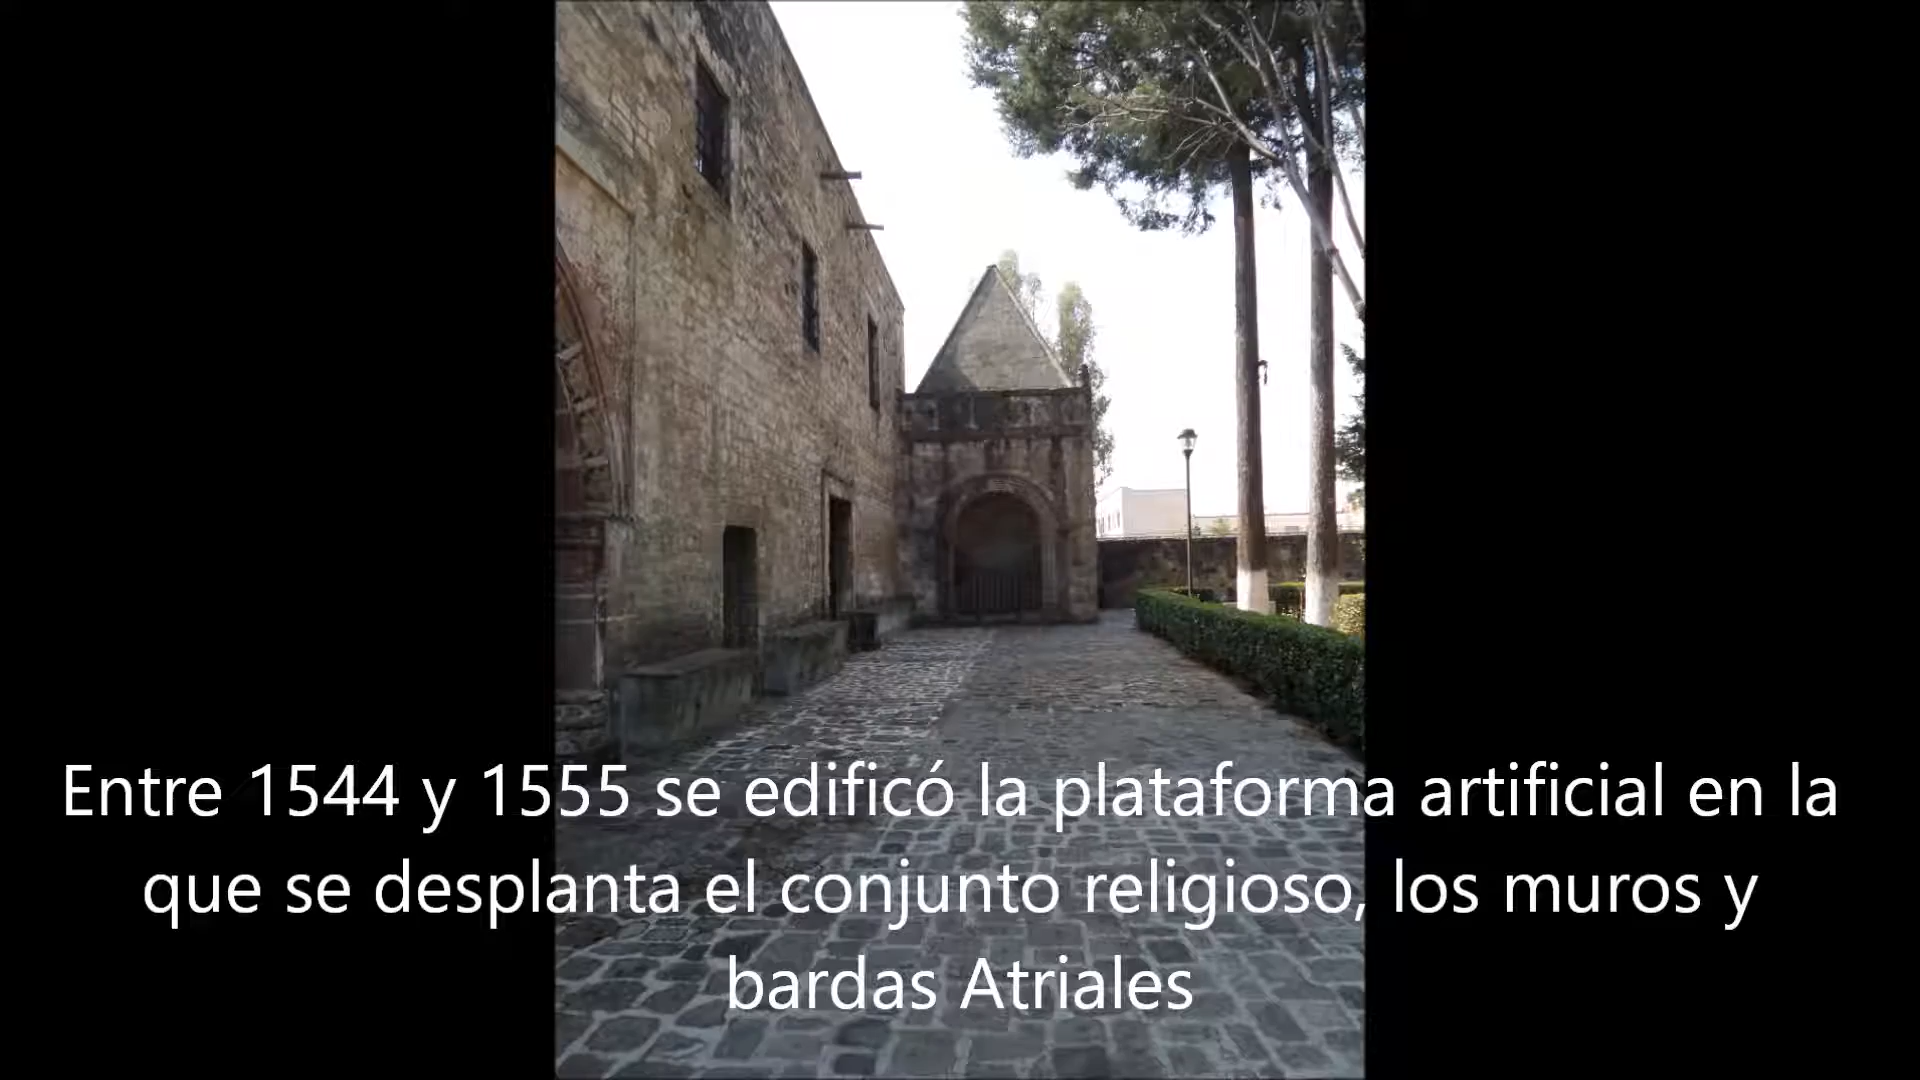 Entre 1544 y 1555 se edificó la plataforma artificial en la
que se desplanta el conjunto religioso, los muros y
bardas Atriales